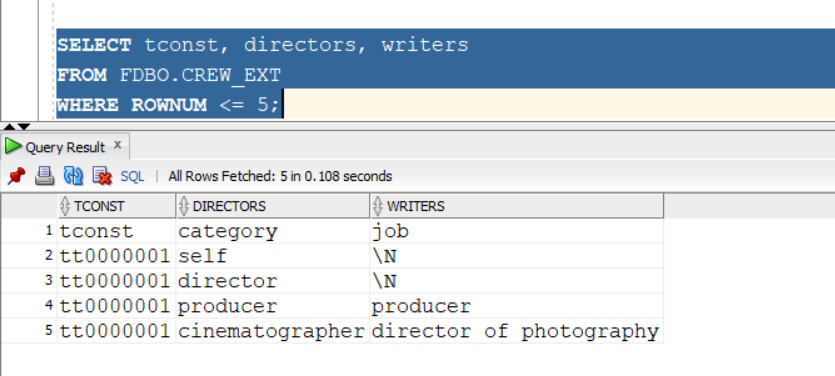 SELECT tconst, directors, writers
FROM FDBO.CREW_EXT
WHERE ROWNUM <= 5;
Query Result x
SQL | All Rows Fetched: 5 in 0.108 seconds
TCONST DIRECTORS WRITERS
1 tconst category job
2 tt0000001 self \N
3 tt0000001 director \N
4 tt0000001 producer producer
5 tt0000001 cinematographer director of photography